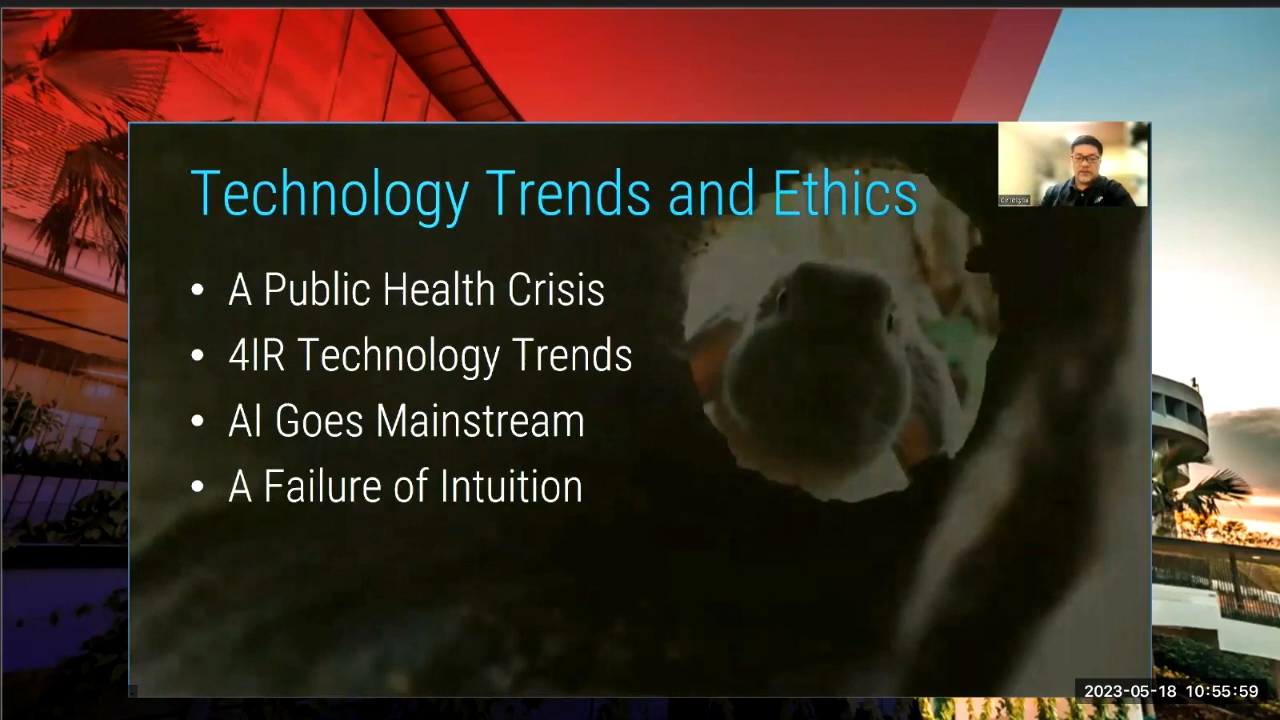 Technology Trends and Ethics
• A Public Health Crisis
• 4IR Technology Trends
• AI Goes Mainstream
• A Failure of Intuition
2023-05-18 10:55:59